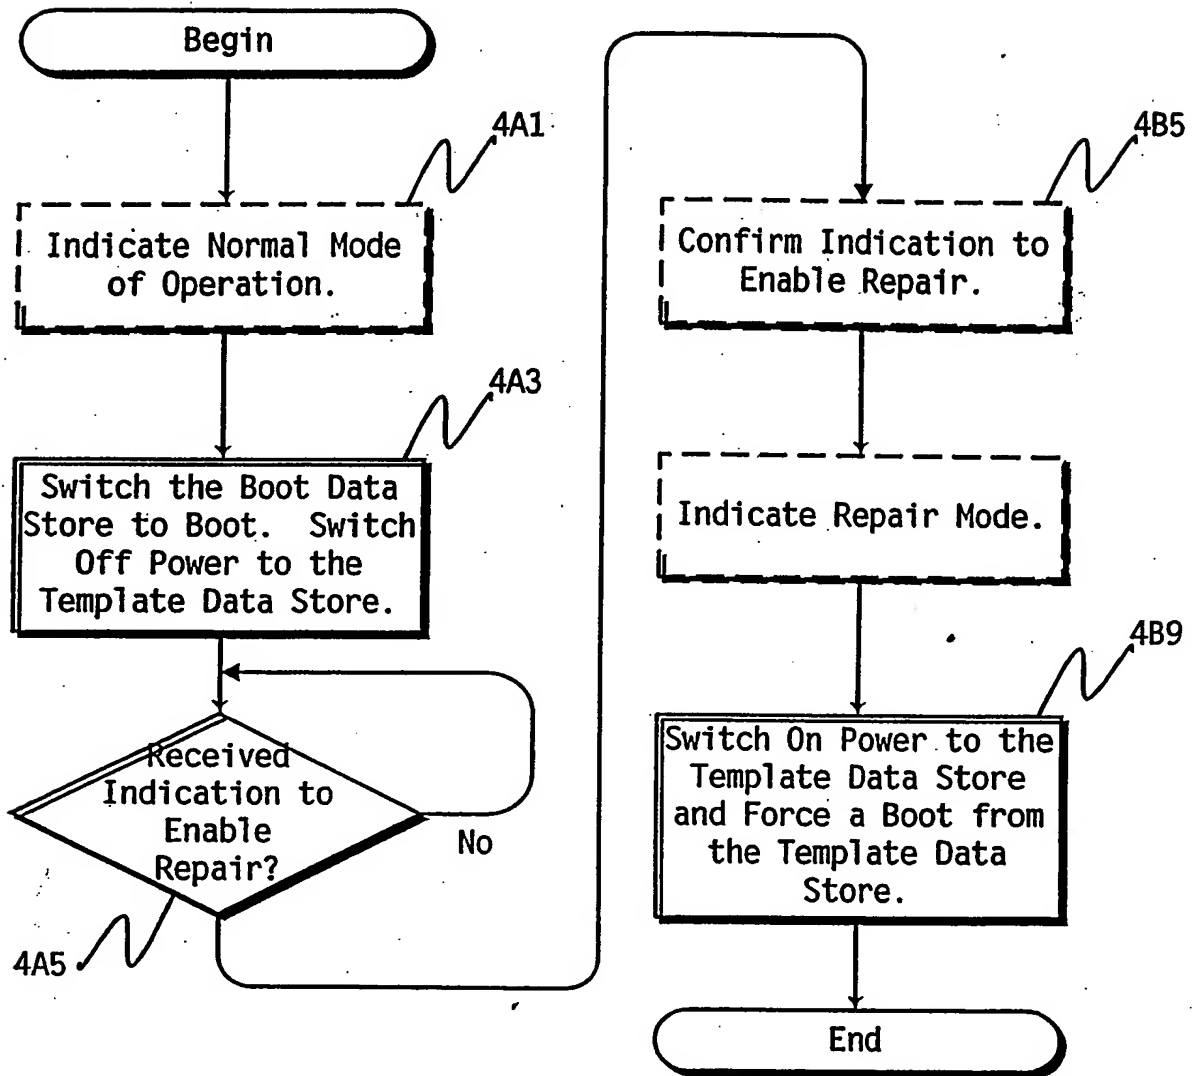 Begin
4A1
Indicate Normal Mode
of Operation.
4A3
Switch the Boot Data
Store to Boot.  Switch
Off Power to the
Template Data Store.
Received
Indication to
Enable
Repair?
No
4A5
4B5
Confirm Indication to
Enable Repair.
Indicate Repair Mode.
4B9
Switch On Power to the
Template Data Store
and Force a Boot from
the Template Data
Store.
End